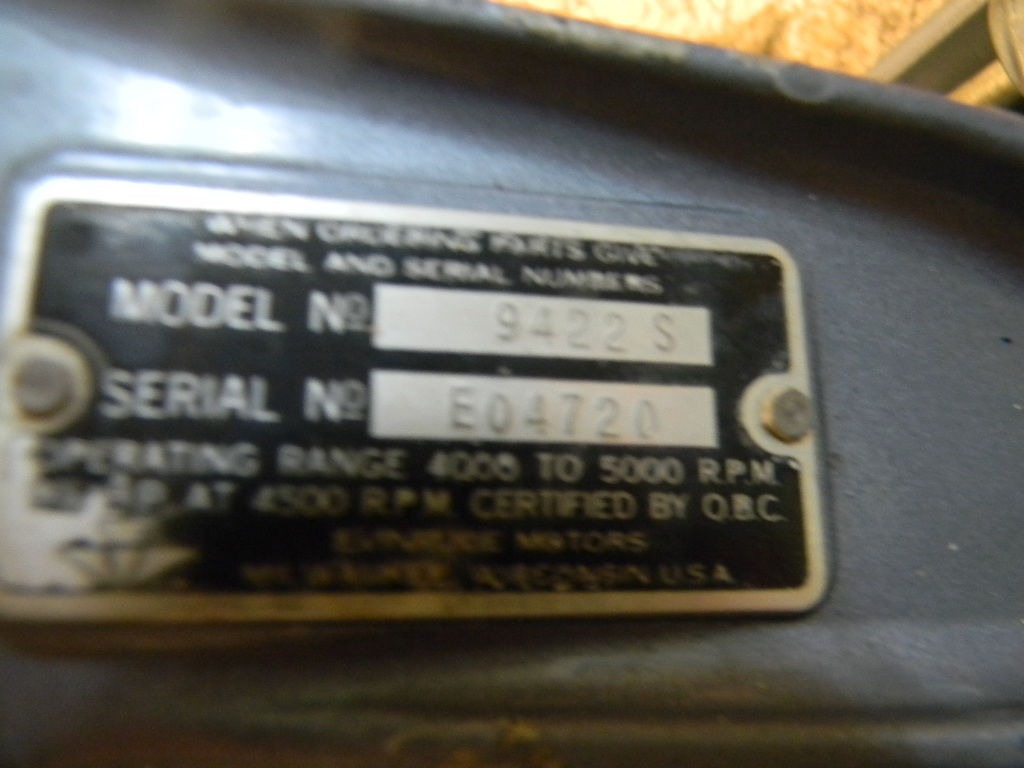 WHEN ORDERING PARTS GIVE
MODEL AND SERIAL NUMBERS
MODEL Nº 9422 S
SERIAL Nº E04720
OPERATING RANGE 4000 TO 5000 R.P.M.
AT 4500 R.P.M. CERTIFIED BY O.B.C.
EVINRUDE MOTORS
MILWAUKEE, WISCONSIN U.S.A.